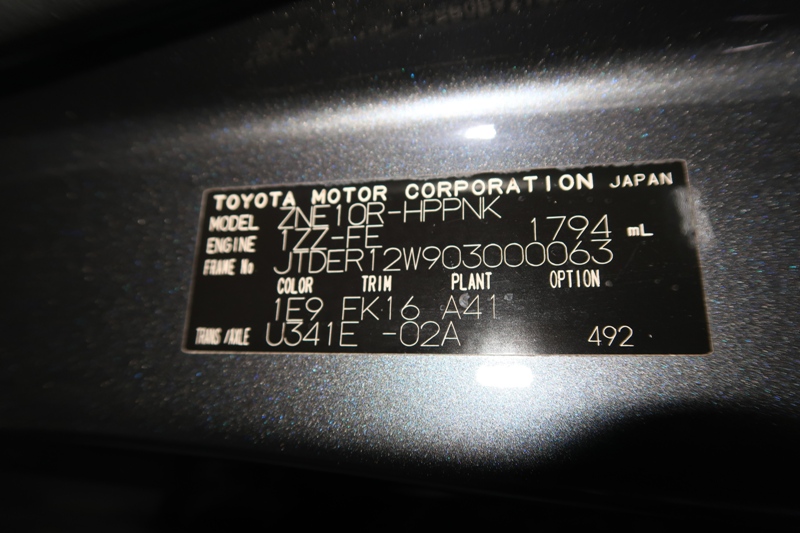 TOYOTA MOTOR CORPORATION JAPAN
MODEL ZNE10R-HPPNK
ENGINE 1ZZ-FE 1794 mL
FRAME No JTDER12W903000063
COLOR TRIM PLANT OPTION
1E9 FK16 A41
TRANS/AXLE U341E -02A 492